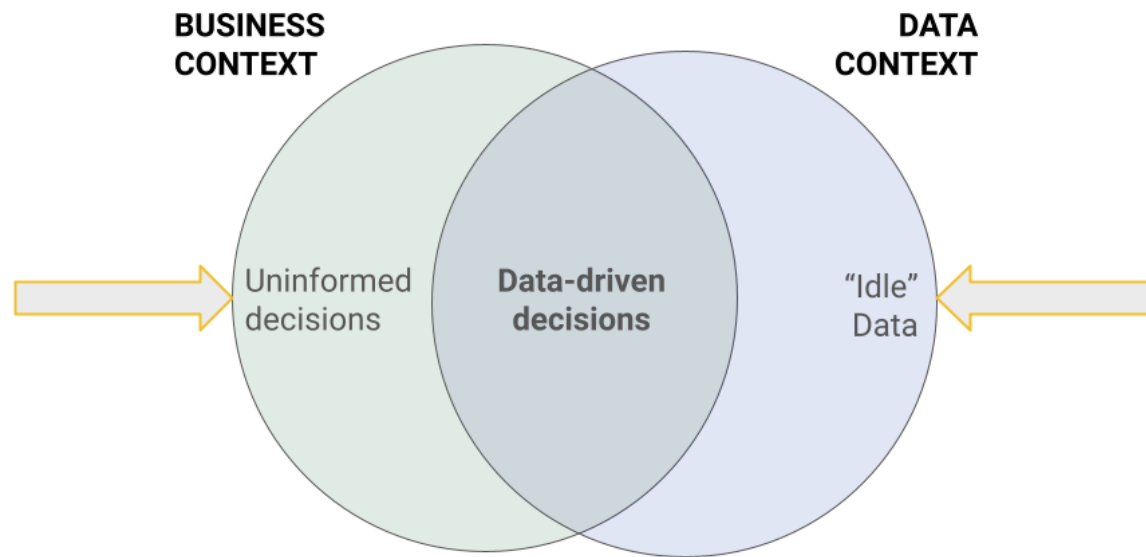 BUSINESS
CONTEXT
DATA
CONTEXT
Uninformed
decisions
Data-driven
decisions
“Idle”
Data